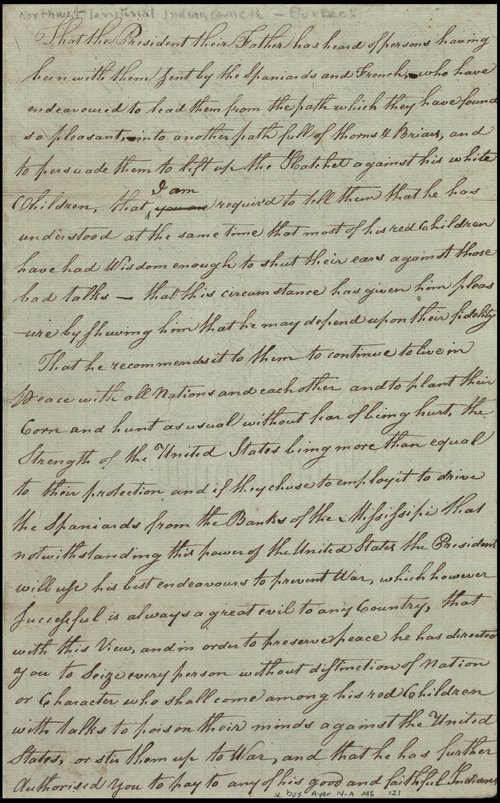 Northwest Territorial Indian Council
That the President their Father has heard of persons having
been with them sent by the Spaniards and French, who have
endeavoured to lead them from the path which they have found
so pleasant, into another path full of thorns & Briars, and
to persuade them to lift up the Hatchet against his white
I am
Children, that you are requir'd to tell them that he has
understood at the same time that most of his red Children
have had Wisdom enough to shut their ears against those
bad talks — that this circumstance has given him pleas
-ure by shewing him that he may depend upon their fidelity
That he recommends it to them to continue to live in
Peace with all Nations and each other and to plant their
Corn and hunt as usual without fear of being hurt, the
Strength of the United States being more than equal
to their protection and if they chuse to employ it to drive
the Spaniards from the Banks of the Missisipi that
notwithstanding this power of the United States the President
will use his best endeavours to prevent War, which however
Successful is always a great evil to any Country, that
with this View, and in order to preserve peace he has directed
you to Seize every person without distinction of Nation
or Character who shall come among his red Children
with talks to poison their minds against the United
States, or stir them up to War, and that he has further
Authorised You to pay to any of his good and faithful Indians
box Ayer N.A MS 121